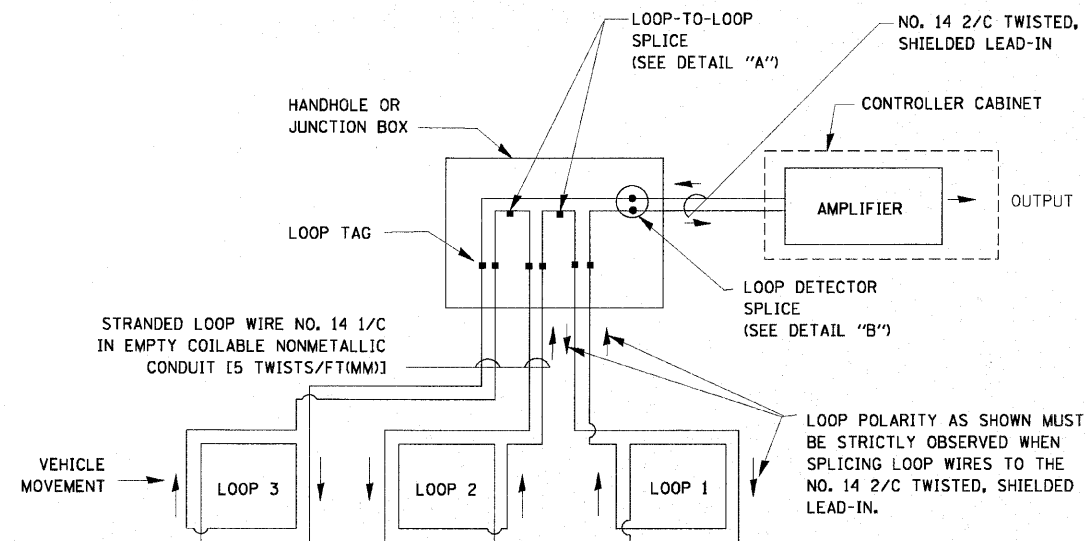 LOOP-TO-LOOP
SPLICE
(SEE DETAIL "A")
NO. 14 2/C TWISTED,
SHIELDED LEAD-IN
HANDHOLE OR
JUNCTION BOX
CONTROLLER CABINET
AMPLIFIER
OUTPUT
LOOP TAG
LOOP DETECTOR
SPLICE
(SEE DETAIL "B")
STRANDED LOOP WIRE NO. 14 1/C
IN EMPTY COILABLE NONMETALLIC
CONDUIT [5 TWISTS/FT(MM)]
LOOP POLARITY AS SHOWN MUST
BE STRICTLY OBSERVED WHEN
SPLICING LOOP WIRES TO THE
NO. 14 2/C TWISTED, SHIELDED
LEAD-IN.
VEHICLE
MOVEMENT
LOOP 3
LOOP 2
LOOP 1